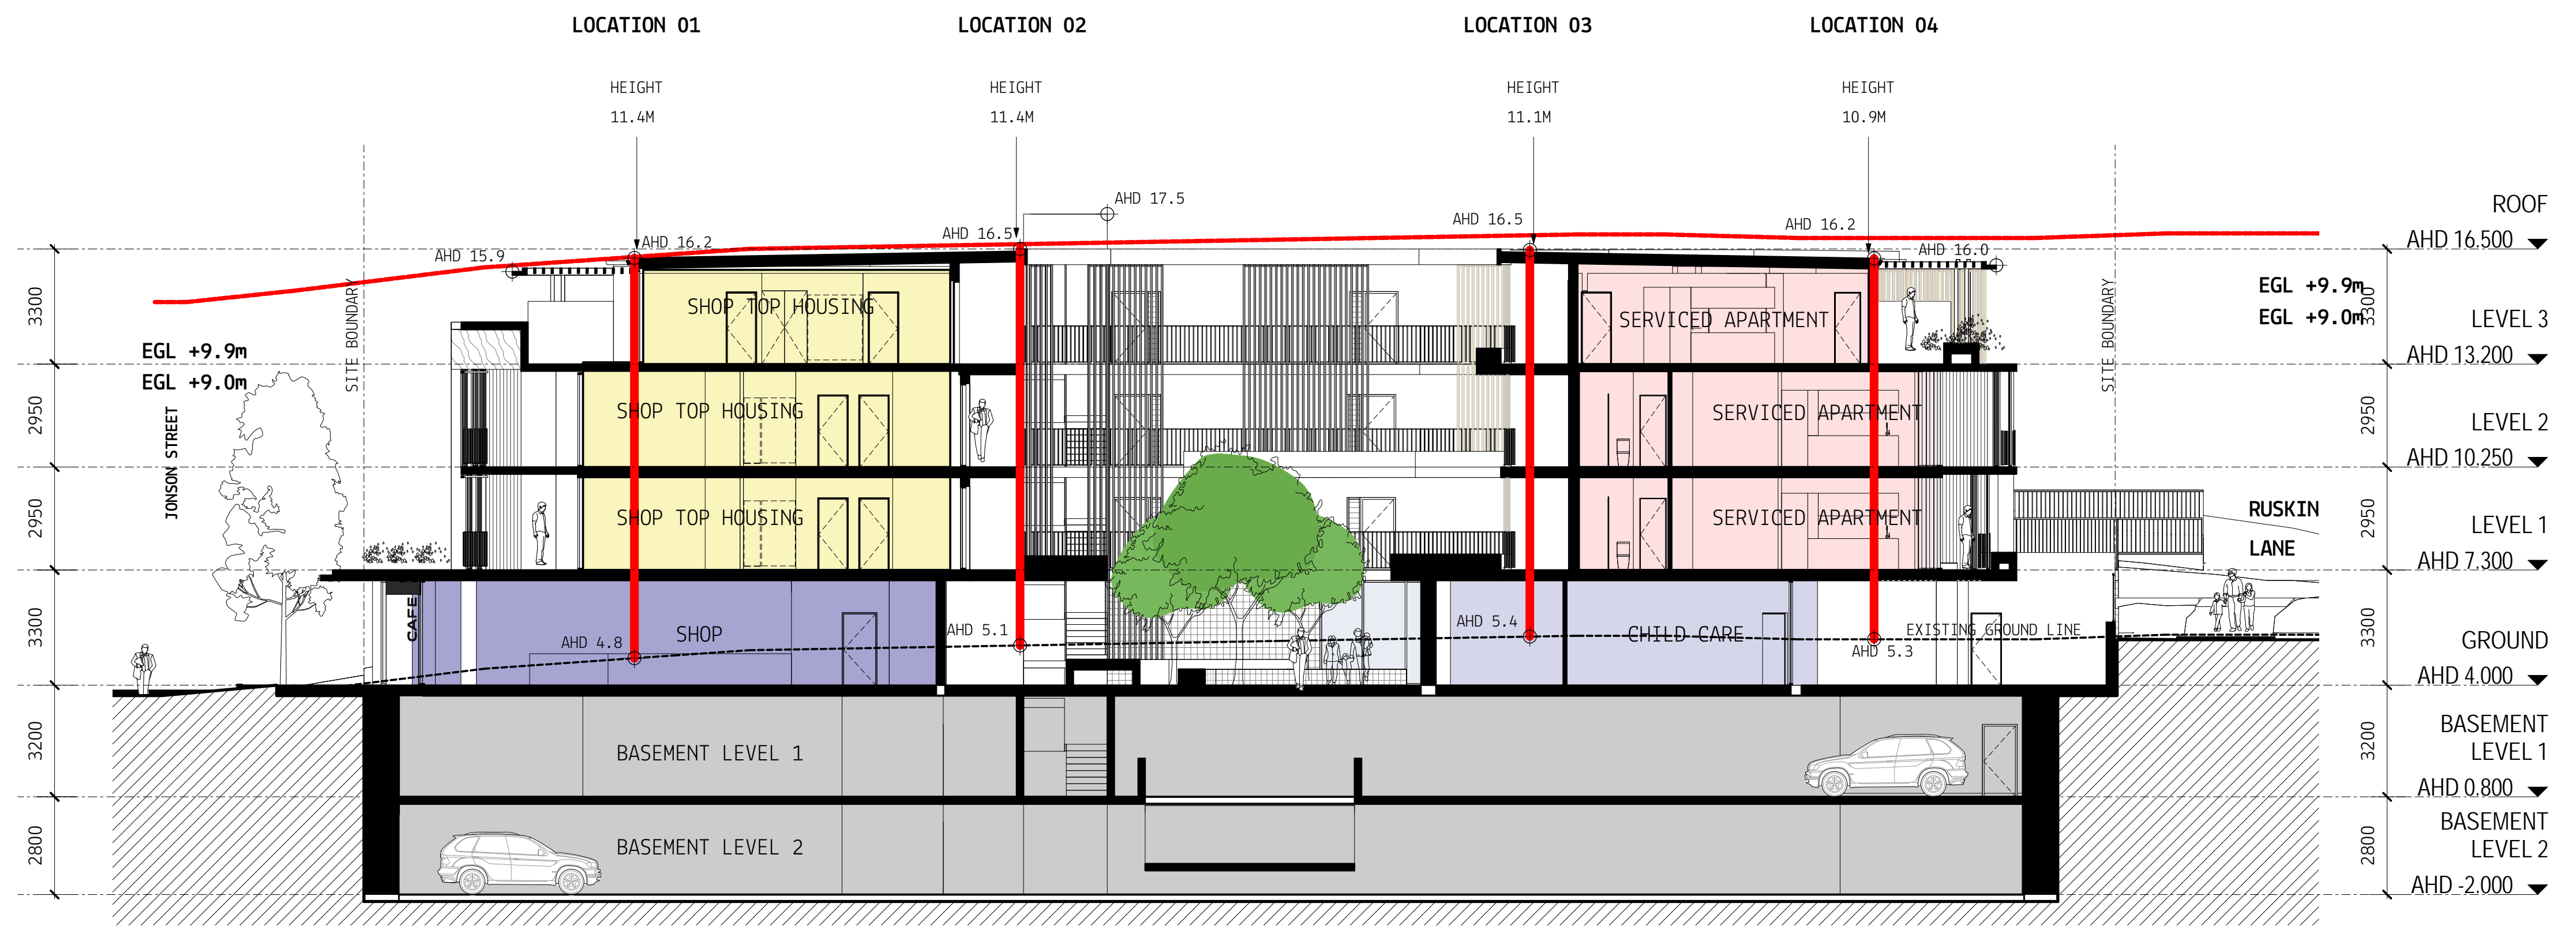 LOCATION 01
LOCATION 02
LOCATION 03
LOCATION 04
HEIGHT
11.4M
HEIGHT
11.4M
HEIGHT
11.1M
HEIGHT
10.9M
AHD 15.9
AHD 16.2
AHD 16.5
AHD 17.5
AHD 16.5
AHD 16.2
AHD 16.0
ROOF
AHD 16.500
LEVEL 3
AHD 13.200
LEVEL 2
AHD 10.250
LEVEL 1
AHD 7.300
GROUND
AHD 4.000
BASEMENT
LEVEL 1
AHD 0.800
BASEMENT
LEVEL 2
AHD -2.000
3300
2950
2950
3300
3200
2800
EGL +9.9m
EGL +9.0m
JONSON STREET
SITE BOUNDARY
SHOP TOP HOUSING
SHOP TOP HOUSING
SHOP TOP HOUSING
SERVICED APARTMENT
SERVICED APARTMENT
SERVICED APARTMENT
CAFE
SHOP
AHD 4.8
AHD 5.1
AHD 5.4
CHILD CARE
AHD 5.3
EXISTING GROUND LINE
BASEMENT LEVEL 1
BASEMENT LEVEL 2
SITE BOUNDARY
EGL +9.9m
EGL +9.0m
RUSKIN
LANE
3300
2950
2950
3300
3200
2800